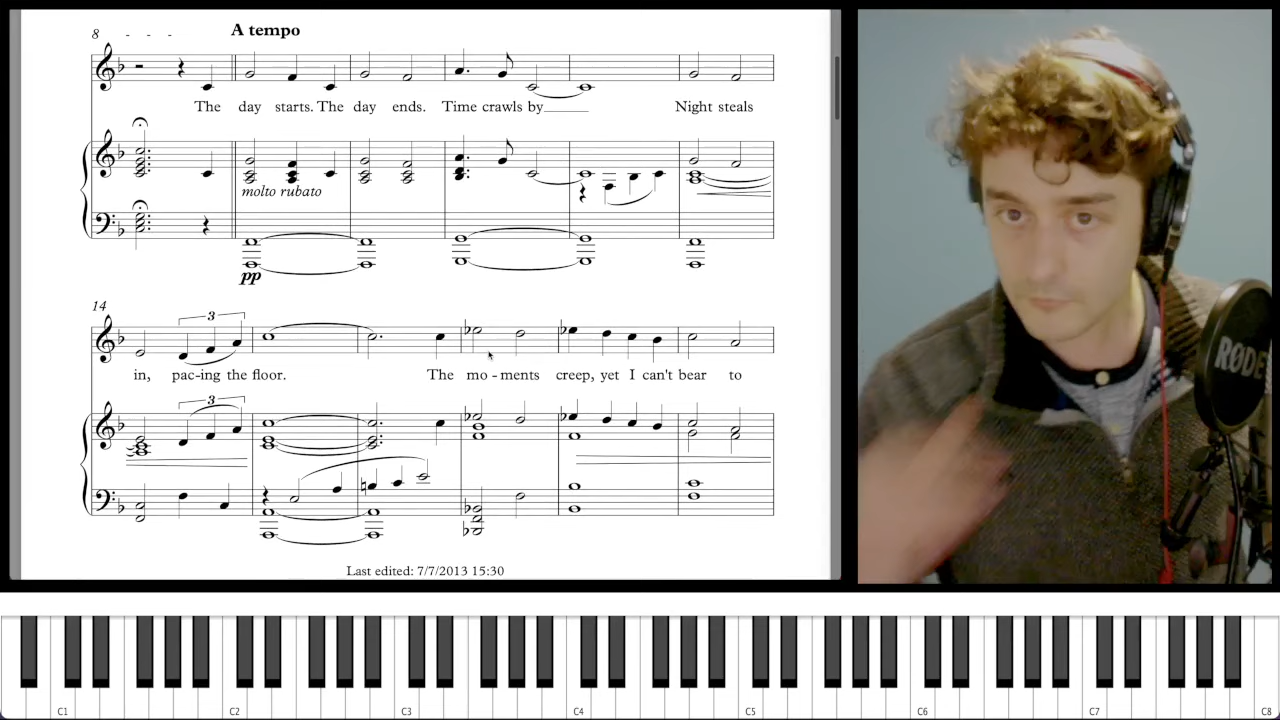 8 - - - A tempo
The day starts. The day ends. Time crawls by____ Night steals
molto rubato
pp
14
3
in, pac-ing the floor. The mo - ments creep, yet I can't bear to
3
Last edited: 7/7/2013 15:30
RØDE
C1 C2 C3 C4 C5 C6 C7 C8